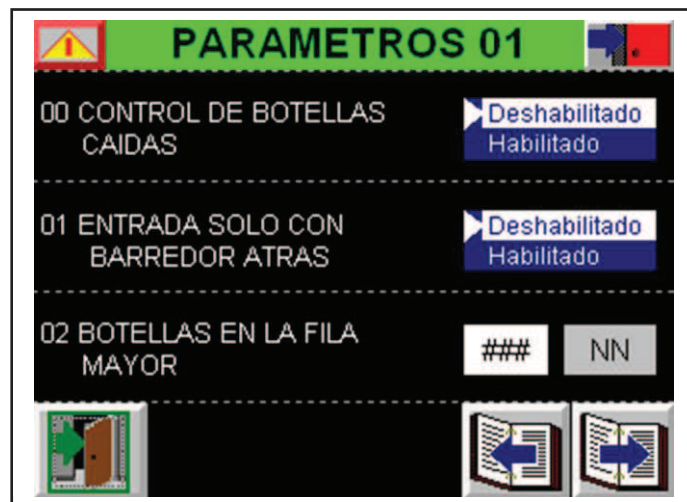 PARAMETROS 01
00 CONTROL DE BOTELLAS
CAIDAS
Deshabilitado
Habilitado
01 ENTRADA SOLO CON
BARREDOR ATRAS
Deshabilitado
Habilitado
02 BOTELLAS EN LA FILA
MAYOR
###
NN